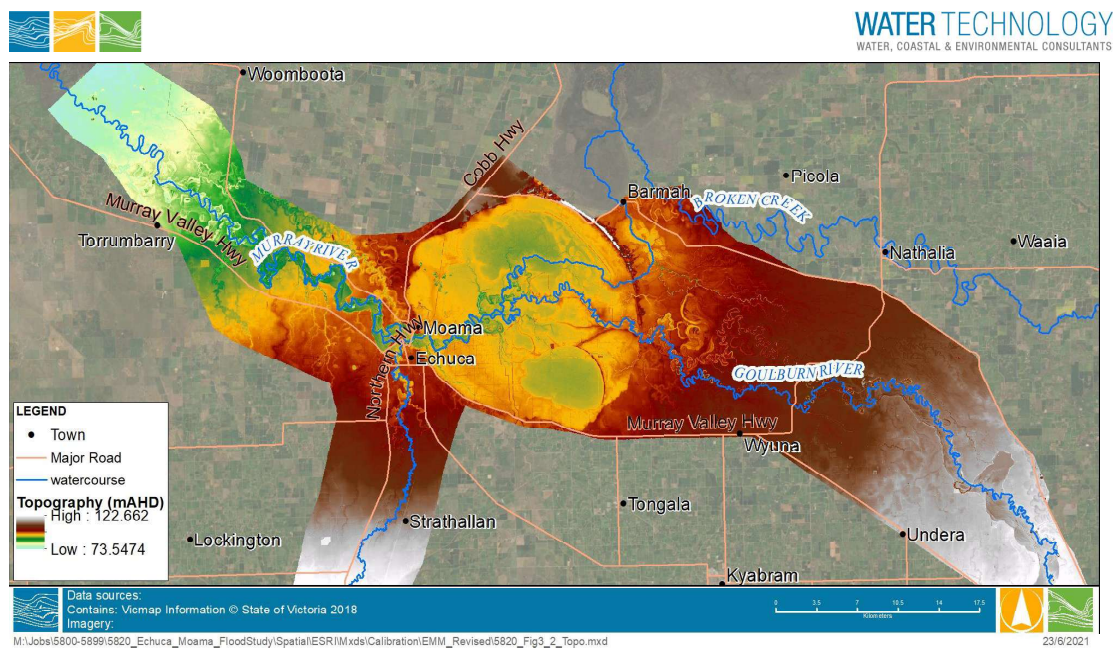 WATER TECHNOLOGY
WATER, COASTAL & ENVIRONMENTAL CONSULTANTS
Woomboota
Cobb Hwy
Picola
Barmah
BROKEN CREEK
Murray Valley Hwy
Torrumbarry
MURRAY RIVER
Waaia
Nathalia
Moama
Northern Hwy
Echuca
GOULBURN RIVER
Murray Valley Hwy
Wyuna
Tongala
Strathallan
Lockington
Undera
Kyabram
LEGEND
Town
Major Road
watercourse
Topography (mAHD)
High : 122.662
Low : 73.5474
Data sources:
Contains: Vicmap Information © State of Victoria 2018
Imagery:
0 3.5 7 10.5 14 17.5
Kilometers
M:\Jobs\5800-5899\5820_Echuca_Moama_FloodStudy\Spatial\ESRI\Mxds\Calibration\EMM_Revised\5820_Fig3_2_Topo.mxd
23/6/2021